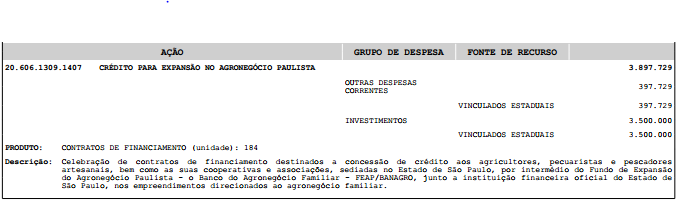 AÇÃO GRUPO DE DESPESA FONTE DE RECURSO
20.606.1309.1407 CRÉDITO PARA EXPANSÃO NO AGRONEGÓCIO PAULISTA 3.897.729
OUTRAS DESPESAS
CORRENTES 397.729
VINCULADOS ESTADUAIS 397.729
INVESTIMENTOS 3.500.000
VINCULADOS ESTADUAIS 3.500.000
PRODUTO: CONTRATOS DE FINANCIAMENTO (unidade): 184
Descrição: Celebração de contratos de financiamento destinados a concessão de crédito aos agricultores, pecuaristas e pescadores
artesanais, bem como as suas cooperativas e associações, sediadas no Estado de São Paulo, por intermédio do Fundo de Expansão
do Agronegócio Paulista - o Banco do Agronegócio Familiar - FEAP/BANAGRO, junto a instituição financeira oficial do Estado de
São Paulo, nos empreendimentos direcionados ao agronegócio familiar.